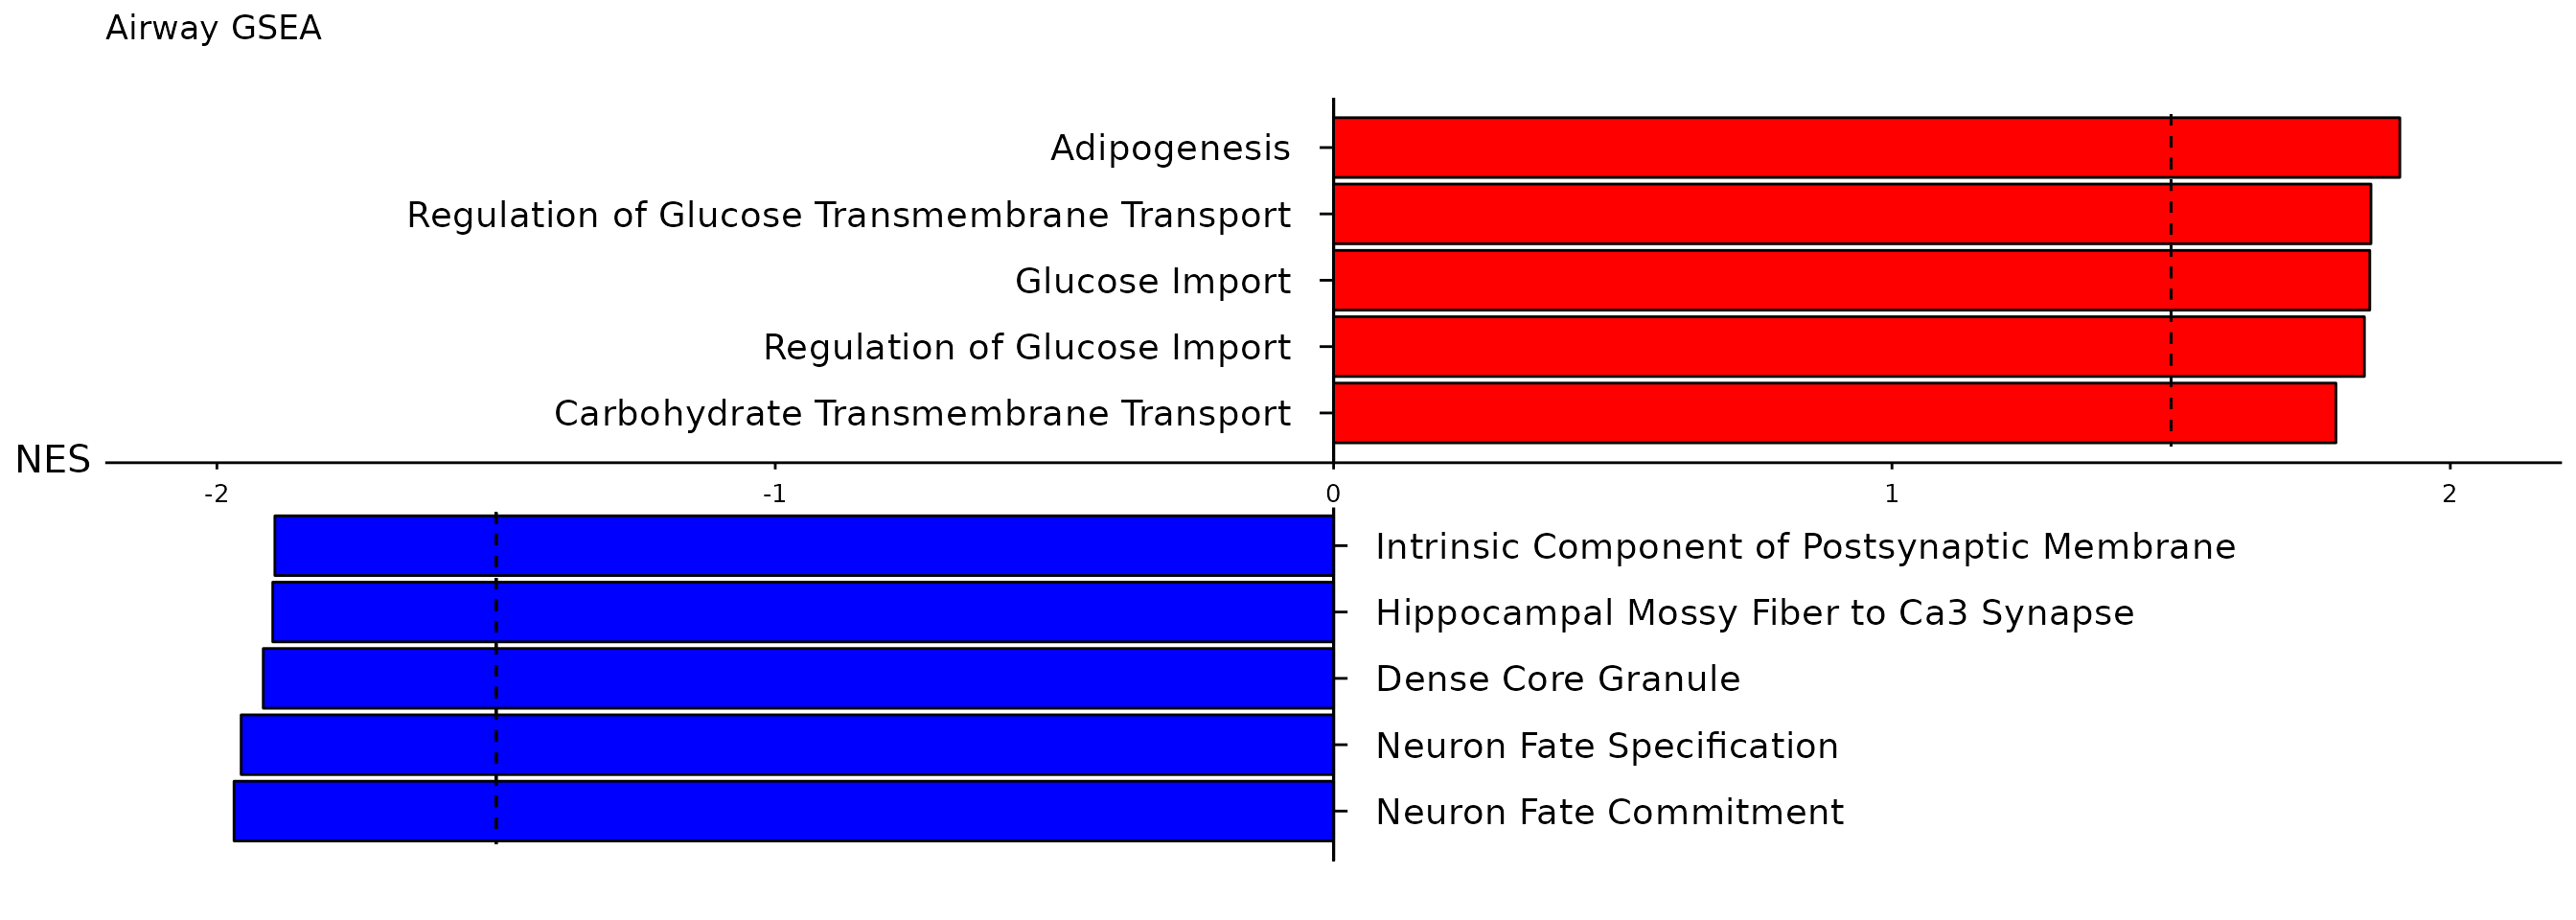 Airway GSEA
Adipogenesis
Regulation of Glucose Transmembrane Transport
Glucose Import
Regulation of Glucose Import
Carbohydrate Transmembrane Transport
NES
-2 -1 0 1 2
Intrinsic Component of Postsynaptic Membrane
Hippocampal Mossy Fiber to Ca3 Synapse
Dense Core Granule
Neuron Fate Specification
Neuron Fate Commitment